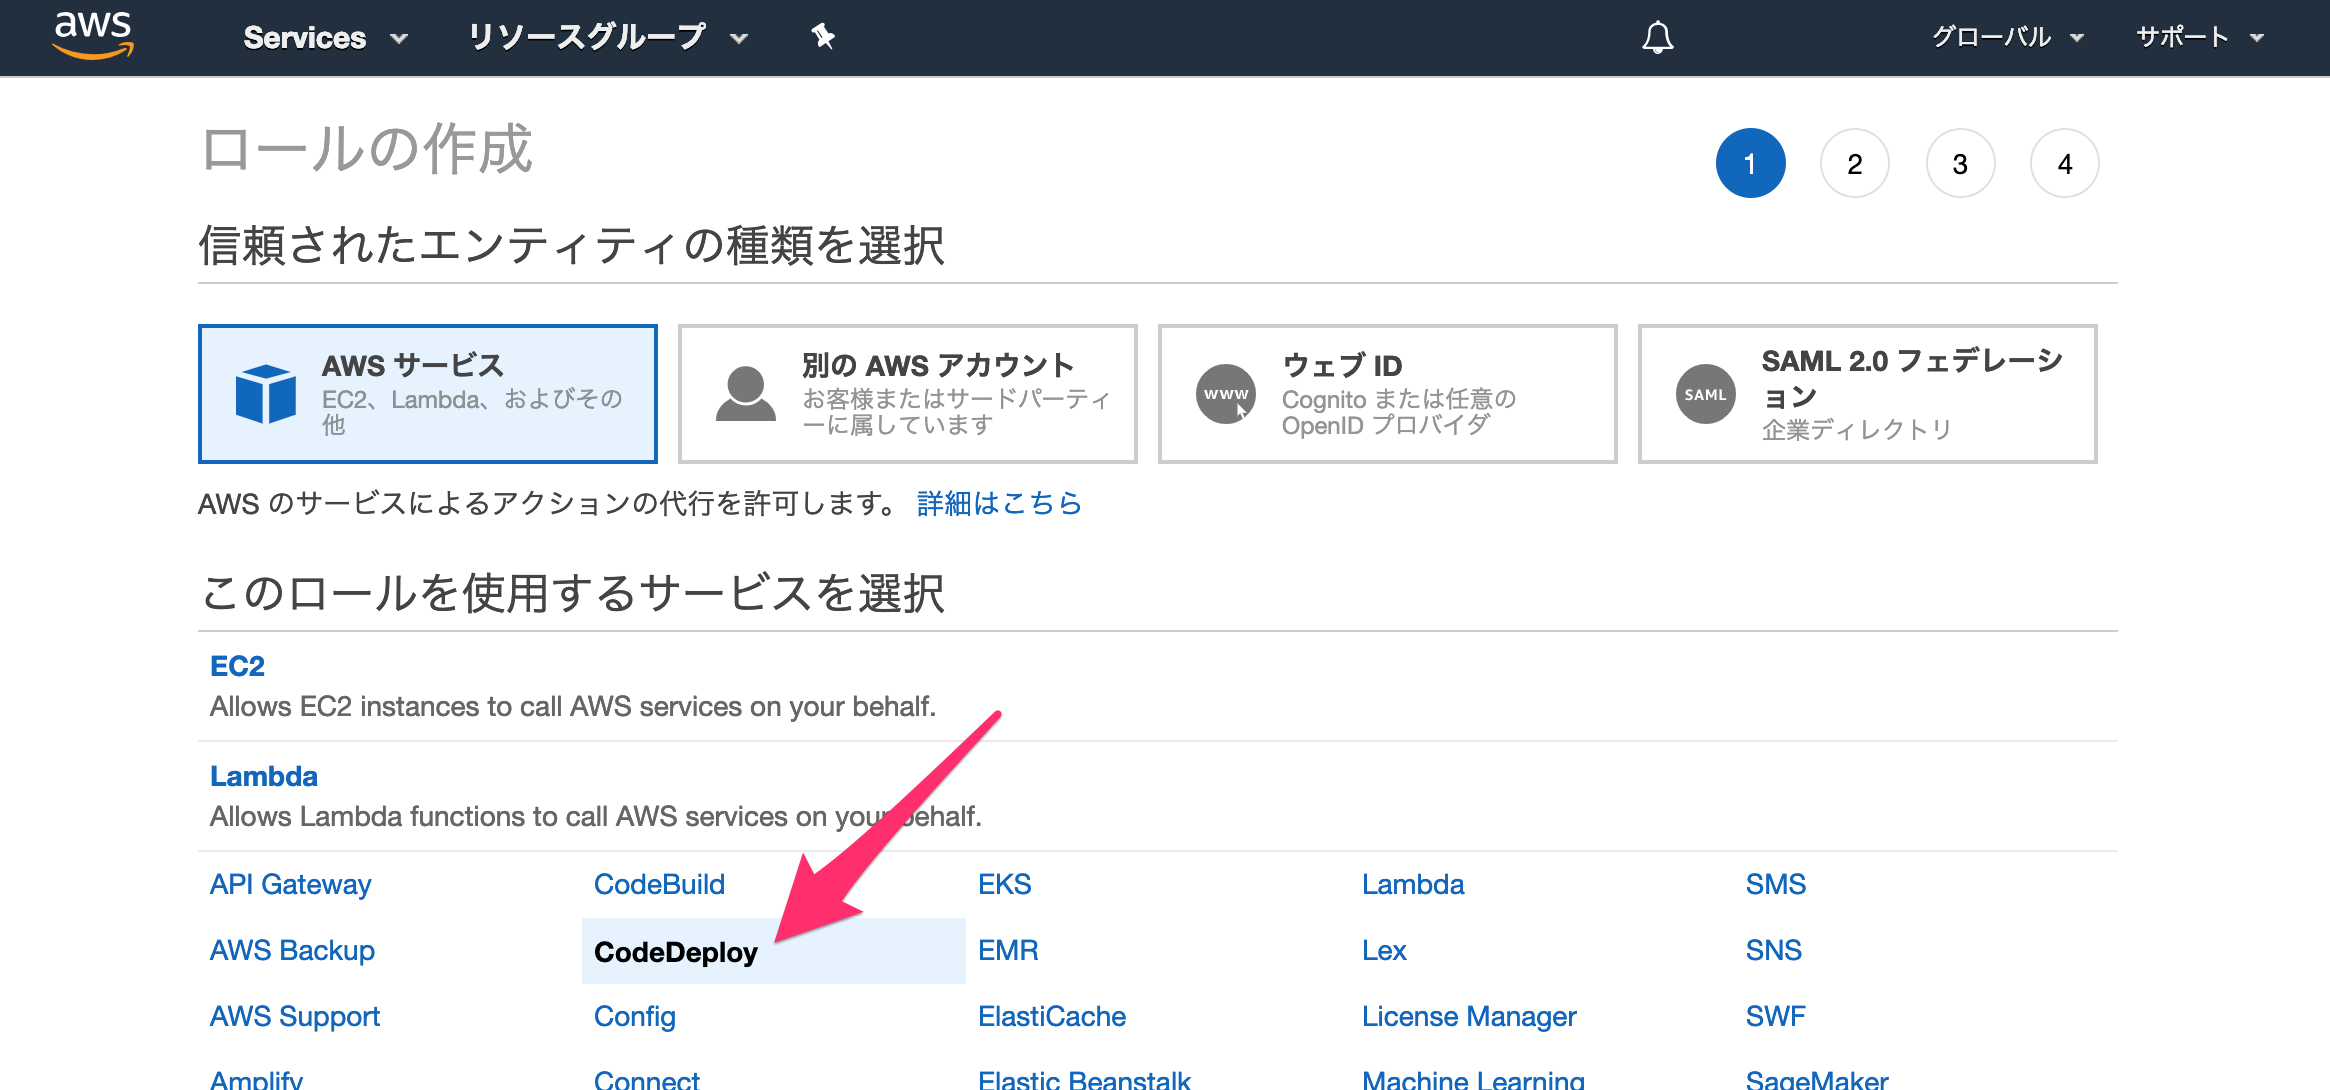 aws Services リソースグループ グローバル サポート
ロールの作成
1 2 3 4
信頼されたエンティティの種類を選択
AWS サービス
EC2、Lambda、およびその
他
別の AWS アカウント
お客様またはサードパーティ
ーに属しています
WWW
ウェブ ID
Cognito または任意の
OpenID プロバイダ
SAML
SAML 2.0 フェデレーシ
ョン
企業ディレクトリ
AWS のサービスによるアクションの代行を許可します。 詳細はこちら
このロールを使用するサービスを選択
EC2
Allows EC2 instances to call AWS services on your behalf.
Lambda
Allows Lambda functions to call AWS services on your behalf.
API Gateway CodeBuild EKS Lambda SMS
AWS Backup CodeDeploy EMR Lex SNS
AWS Support Config ElastiCache License Manager SWF
Amplify Connect Elastic Beanstalk Machine Learning SageMaker